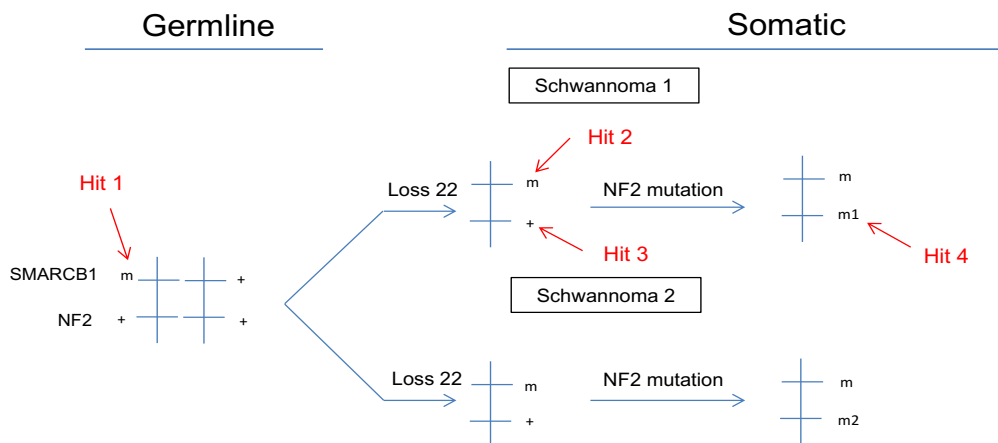 Germline
Somatic
Schwannoma 1
Hit 2
Hit 1
Loss 22
m
NF2 mutation
m
+
m1
Hit 3
Hit 4
SMARCB1 m +
NF2 + +
Schwannoma 2
Loss 22
m
NF2 mutation
m
+
m2